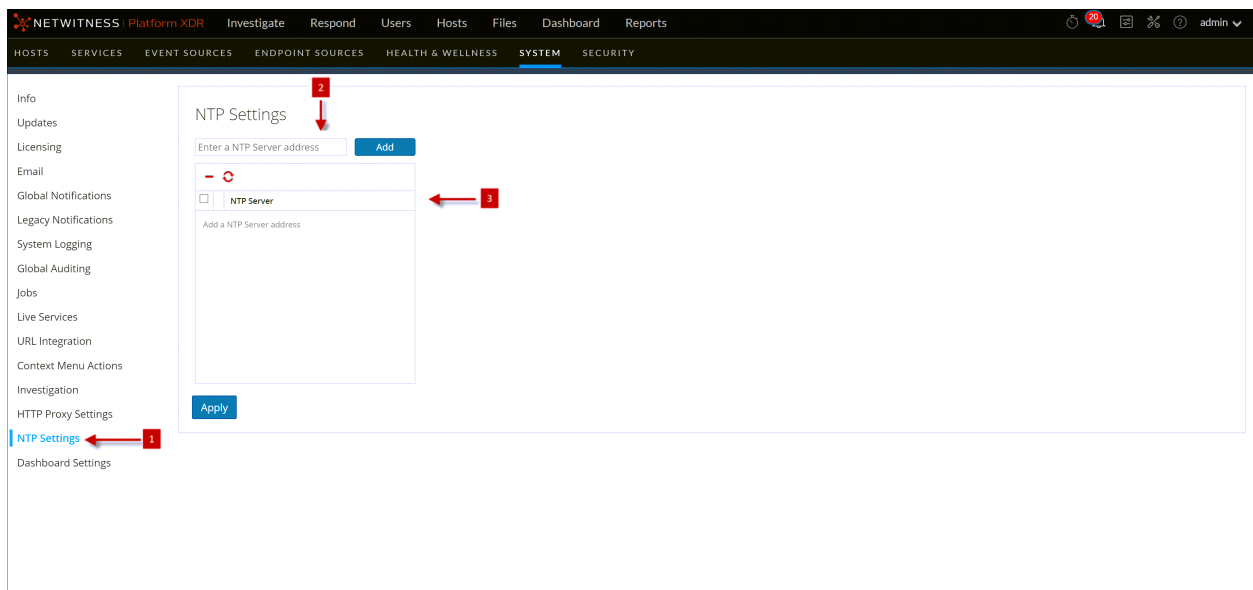 NETWITNESS Platform XDR Investigate Respond Users Hosts Files Dashboard Reports 20 admin
HOSTS SERVICES EVENT SOURCES ENDPOINT SOURCES HEALTH & WELLNESS SYSTEM SECURITY
Info
Updates
Licensing
Email
Global Notifications
Legacy Notifications
System Logging
Global Auditing
Jobs
Live Services
URL Integration
Context Menu Actions
Investigation
HTTP Proxy Settings
NTP Settings 1
Dashboard Settings
2
NTP Settings
Enter a NTP Server address Add
NTP Server 3
Add a NTP Server address
Apply